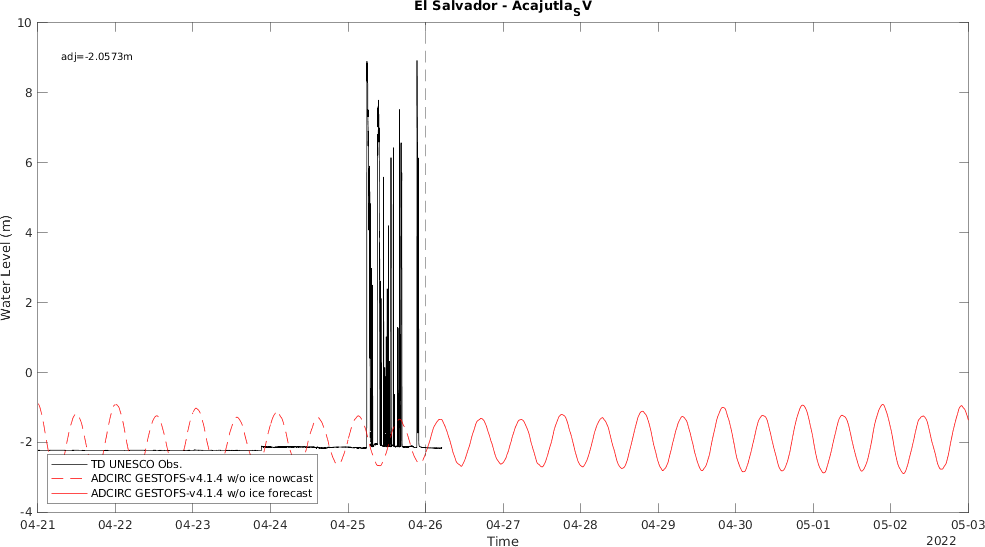 El Salvador - AcajutlaSV
adj=-2.0573m
10
8
6
4
2
0
-2
-4
Water Level (m)
TD UNESCO Obs.
ADCIRC GESTOFS-v4.1.4 w/o ice nowcast
ADCIRC GESTOFS-v4.1.4 w/o ice forecast
04-21 04-22 04-23 04-24 04-25 04-26 04-27 04-28 04-29 04-30 05-01 05-02 05-03
Time
2022